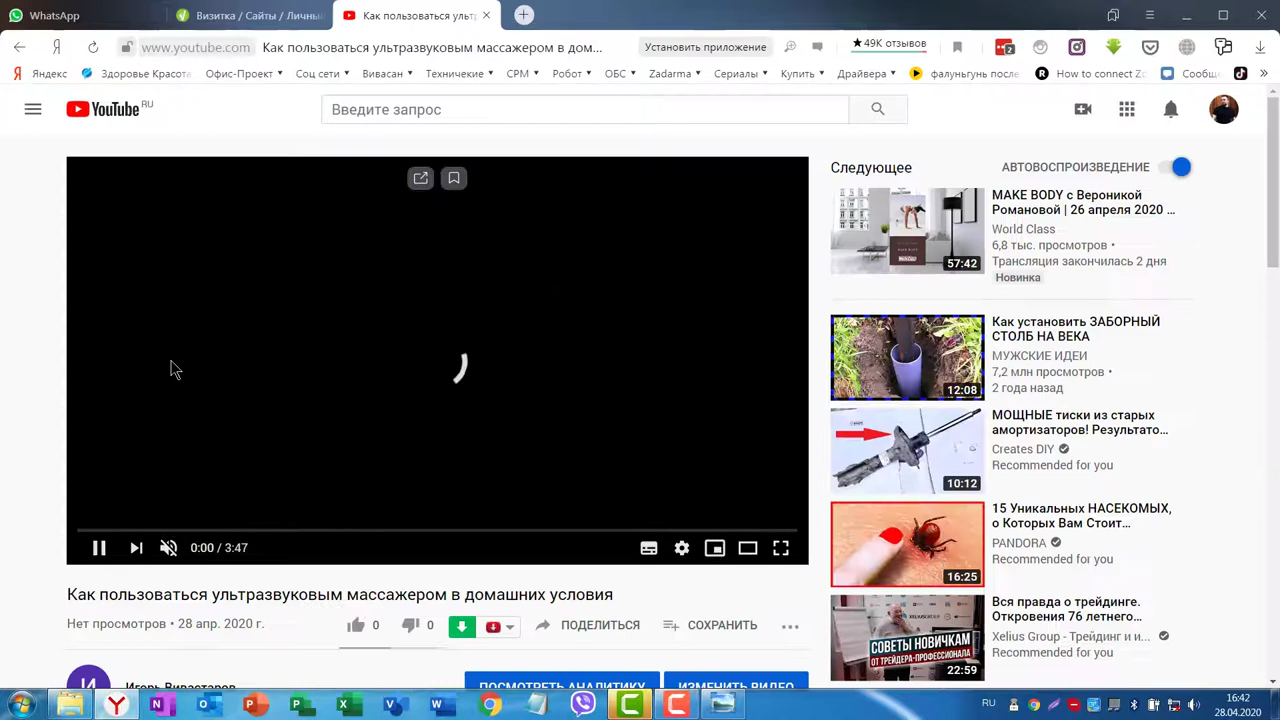 WhatsApp
Визитка / Сайты / Личны
Как пользоваться ульт
www.youtube.com
Как пользоваться ультразвуковым массажером в дом...
Установить приложение
★49K отзывов
Яндекс
Здоровье Красота
Офис-Проект
Соц сети
Вивасан
Техничекие
СРМ
Робот
ОБС
Zadarma
Сериалы
Купить
Драйвера
фалуньгунь после
How to connect Zo
Сообщ
YouTube RU
Введите запрос
Следующее
АВТОВОСПРОИЗВЕДЕНИЕ
MAKE BODY с Вероникой
Романовой | 26 апреля 2020 ...
World Class
6,8 тыс. просмотров •
Трансляция закончилась 2 дня
Новинка
57:42
Как установить ЗАБОРНЫЙ
СТОЛБ НА ВЕКА
МУЖСКИЕ ИДЕИ
7,2 млн просмотров •
2 года назад
12:08
МОЩНЫЕ тиски из старых
амортизаторов! Результато...
Creates DIY
Recommended for you
10:12
15 Уникальных НАСЕКОМЫХ,
о Которых Вам Стоит...
PANDORA
Recommended for you
16:25
Вся правда о трейдинге.
Откровения 76 летнего...
Xelius Group - Трейдинг и и...
Recommended for you
СОВЕТЫ НОВИЧКАМ
ОТ ТРЕЙДЕРА-ПРОФЕССИОНАЛА
22:59
0:00 / 3:47
Как пользоваться ультразвуковым массажером в домашних условия
Нет просмотров • 28 апр. 2020 г.
0
0
ПОДЕЛИТЬСЯ
СОХРАНИТЬ
ПОСМОТРЕТЬ АНАЛИТИКУ
ИЗМЕНИТЬ ВИДЕО
RU
16:42
28.04.2020